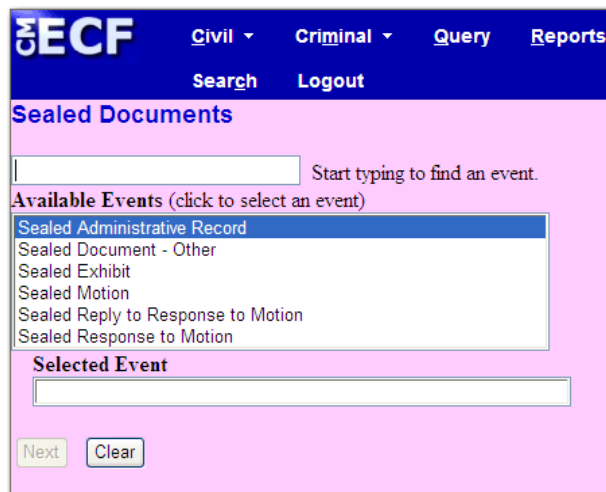 CM ECF Civil Criminal Query Reports
Search Logout
Sealed Documents
Start typing to find an event.
Available Events (click to select an event)
Sealed Administrative Record
Sealed Document - Other
Sealed Exhibit
Sealed Motion
Sealed Reply to Response to Motion
Sealed Response to Motion
Selected Event
Next Clear